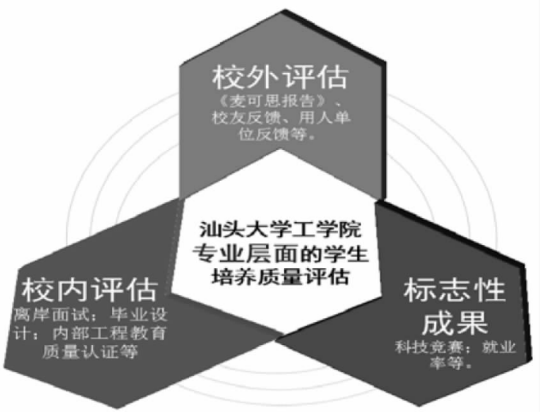 校外评估
《麦可思报告》、
校友反馈、用人单
位反馈等。
汕头大学工学院
专业层面的学生
培养质量评估
校内评估
离岸面试；毕业设
计；内部工程教育
质量认证等
标志性
成果
科技竞赛；就业
率等。